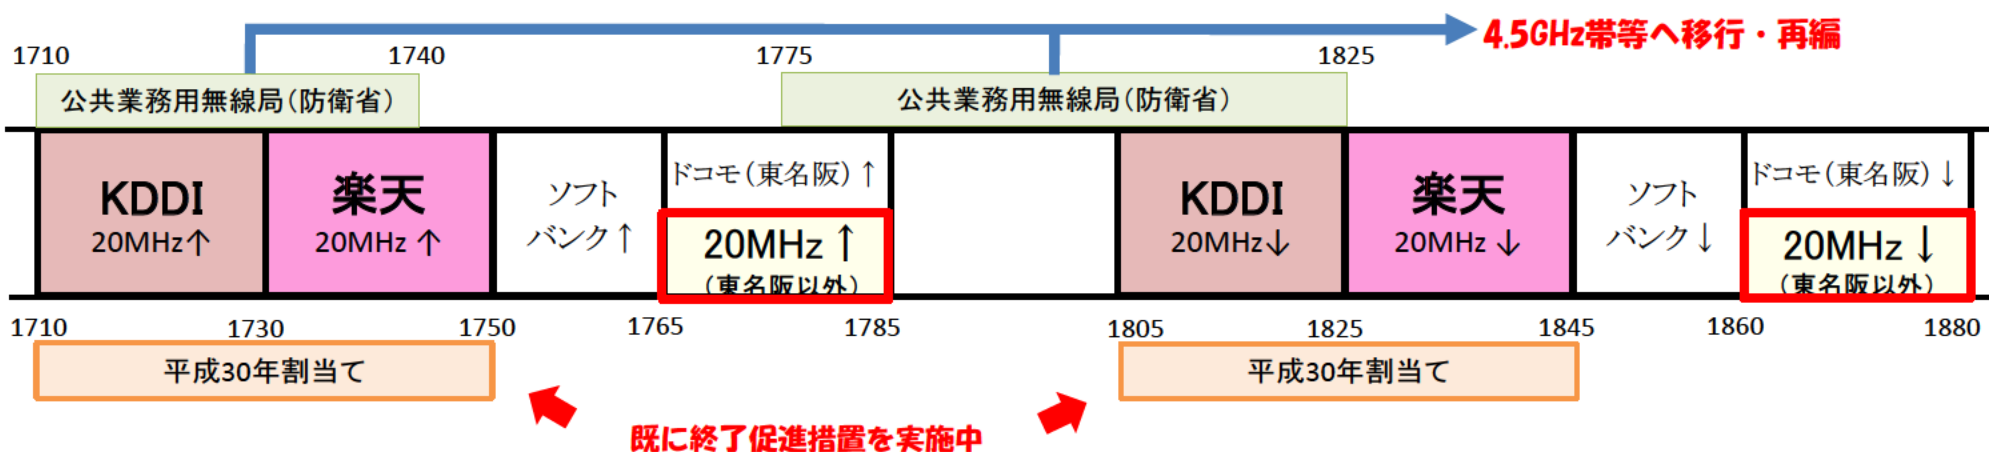 4.5GHz帯等へ移行・再編
1710
1740
1775
1825
公共業務用無線局(防衛省)
公共業務用無線局(防衛省)
KDDI
20MHz↑
楽天
20MHz ↑
ソフト
バンク↑
ドコモ(東名阪)↑
20MHz ↑
(東名阪以外)
KDDI
20MHz↓
楽天
20MHz ↓
ソフト
バンク↓
ドコモ(東名阪)↓
20MHz ↓
(東名阪以外)
1710
1730
1750
1765
1785
1805
1825
1845
1860
1880
平成30年割当て
平成30年割当て
既に終了促進措置を実施中